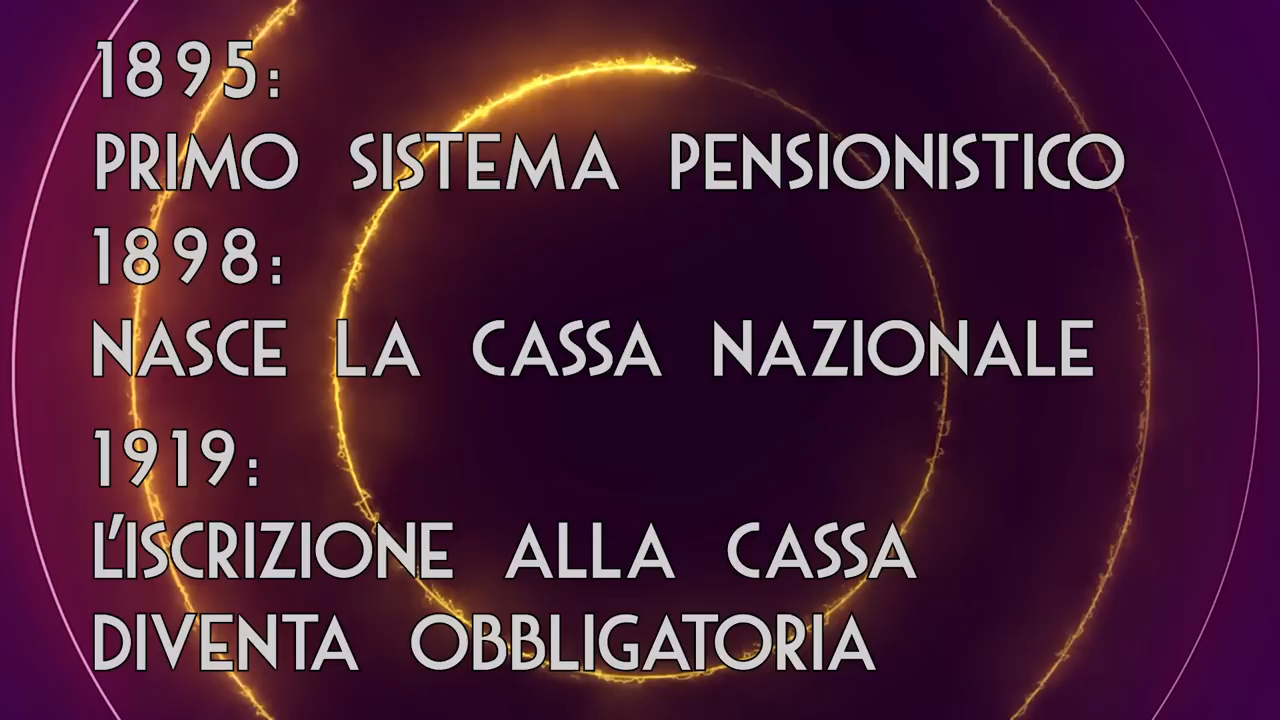 1895:
PRIMO SISTEMA PENSIONISTICO
1898:
NASCE LA CASSA NAZIONALE
1919:
L'ISCRIZIONE ALLA CASSA
DIVENTA OBBLIGATORIA